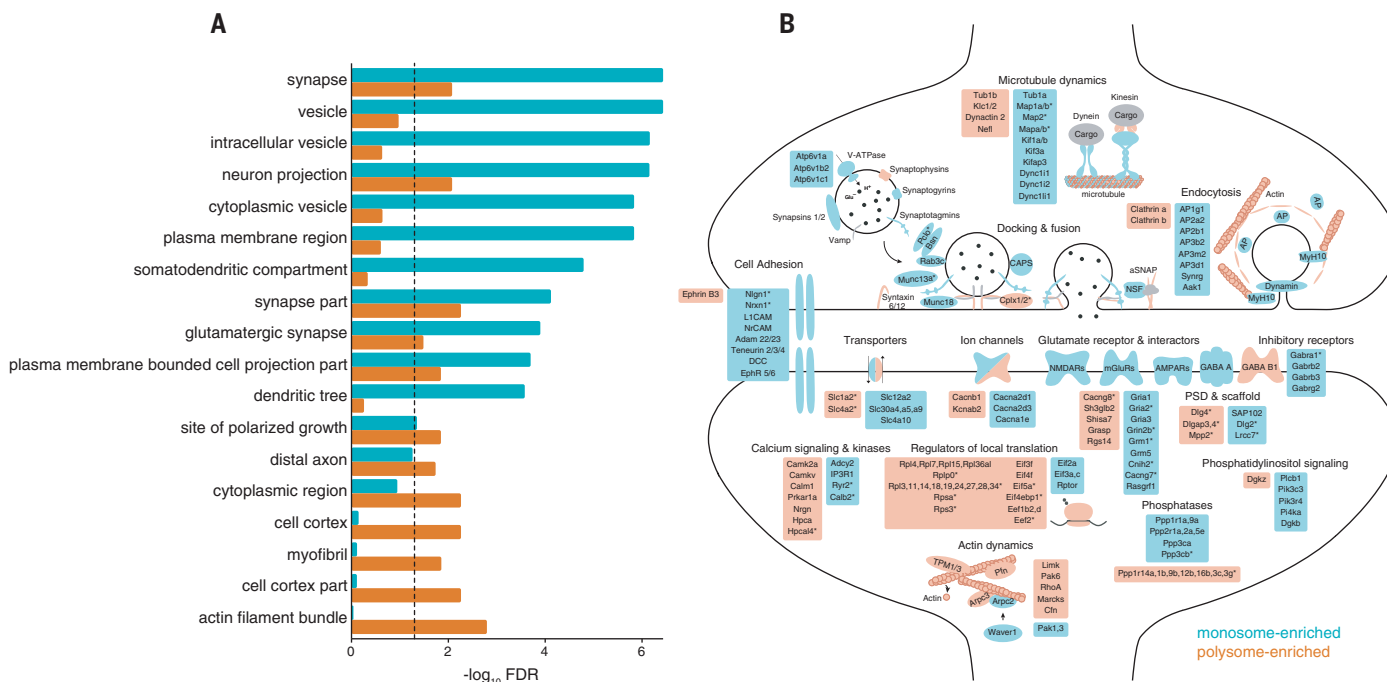 A
synapse
vesicle
intracellular vesicle
neuron projection
cytoplasmic vesicle
plasma membrane region
somatodendritic compartment
synapse part
glutamatergic synapse
plasma membrane bounded cell projection part
dendritic tree
site of polarized growth
distal axon
cytoplasmic region
cell cortex
myofibril
cell cortex part
actin filament bundle
0
2
4
6
-log10 FDR
B
Microtubule dynamics
Tub1b
Klc1/2
Dynactin 2
Nefl
Tub1a
Map1a/b*
Map2*
Mapa/b*
Kif1a/b
Kif3a
Kifap3
Dync1i1
Dync1i2
Dync1li1
Dynein
Cargo
Kinesin
Cargo
microtubule
Atp6v1a
Atp6v1b2
Atp6v1c1
V-ATPase
H+
Glu-
Synaptophysins
Synaptogyrins
Synaptotagmins
Synapsins 1/2
Vamp
Docking & fusion
Pclo*
Bsn
Rab3c
Munc13a*
Munc18
Syntaxin
6/12
CAPS
Cplx1/2*
aSNAP
NSF
Endocytosis
Clathrin a
Clathrin b
AP1g1
AP2a2
AP2b1
AP3b2
AP3m2
AP3d1
Synrg
Aak1
Actin
AP
AP
AP
MyH10
Dynamin
MyH10
Cell Adhesion
Ephrin B3
Nlgn1*
Nrxn1*
L1CAM
NrCAM
Adam 22/23
Teneurin 2/3/4
DCC
EphR 5/6
Transporters
Slc1a2*
Slc4a2*
Slc12a2
Slc30a4,a5,a9
Slc4a10
Ion channels
Cacnb1
Kcnab2
Cacna2d1
Cacna2d3
Cacna1e
Glutamate receptor & interactors
NMDARs
mGluRs
AMPARs
GABA A
GABA B1
Cacng8*
Sh3glb2
Shisa7
Grasp
Rgs14
Gria1
Gria2*
Gria3
Grin2b*
Grm1*
Grm5
Cnih2*
Cacng7*
Rasgrf1
Inhibitory receptors
Gabra1*
Gabrb2
Gabrb3
Gabrg2
PSD & scaffold
Dlg4*
Dlgap3,4*
Mpp2*
SAP102
Dlg2*
Lrcc7*
Calcium signaling & kinases
Camk2a
Camkv
Calm1
Prkar1a
Nrgn
Hpca
Hpcal4*
Adcy2
IP3R1
Ryr2*
Calb2*
Regulators of local translation
Rpl4,Rpl7,Rpl15,Rpl36al
Rplp0*
Rpl3,11,14,18,19,24,27,28,34*
Rpsa*
Rps3*
Eif3f
Eif4f
Eif5a*
Eif4ebp1*
Eef1b2,d
Eef2*
Eif2a
Eif3a,c
Rptor
Phosphatidylinositol signaling
Dgkz
Plcb1
Pik3c3
Pik3r4
Pi4ka
Dgkb
Phosphatases
Ppp1r1a,9a
Ppp2r1a,2a,5e
Ppp3ca
Ppp3cb*
Ppp1r14a,1b,9b,12b,16b,3c,3g*
Actin dynamics
TPM1/3
Pfn
Actin
Arpc3
Arpc2
Waver1
Limk
Pak6
RhoA
Marcks
Cfn
Pak1,3
monosome-enriched
polysome-enriched